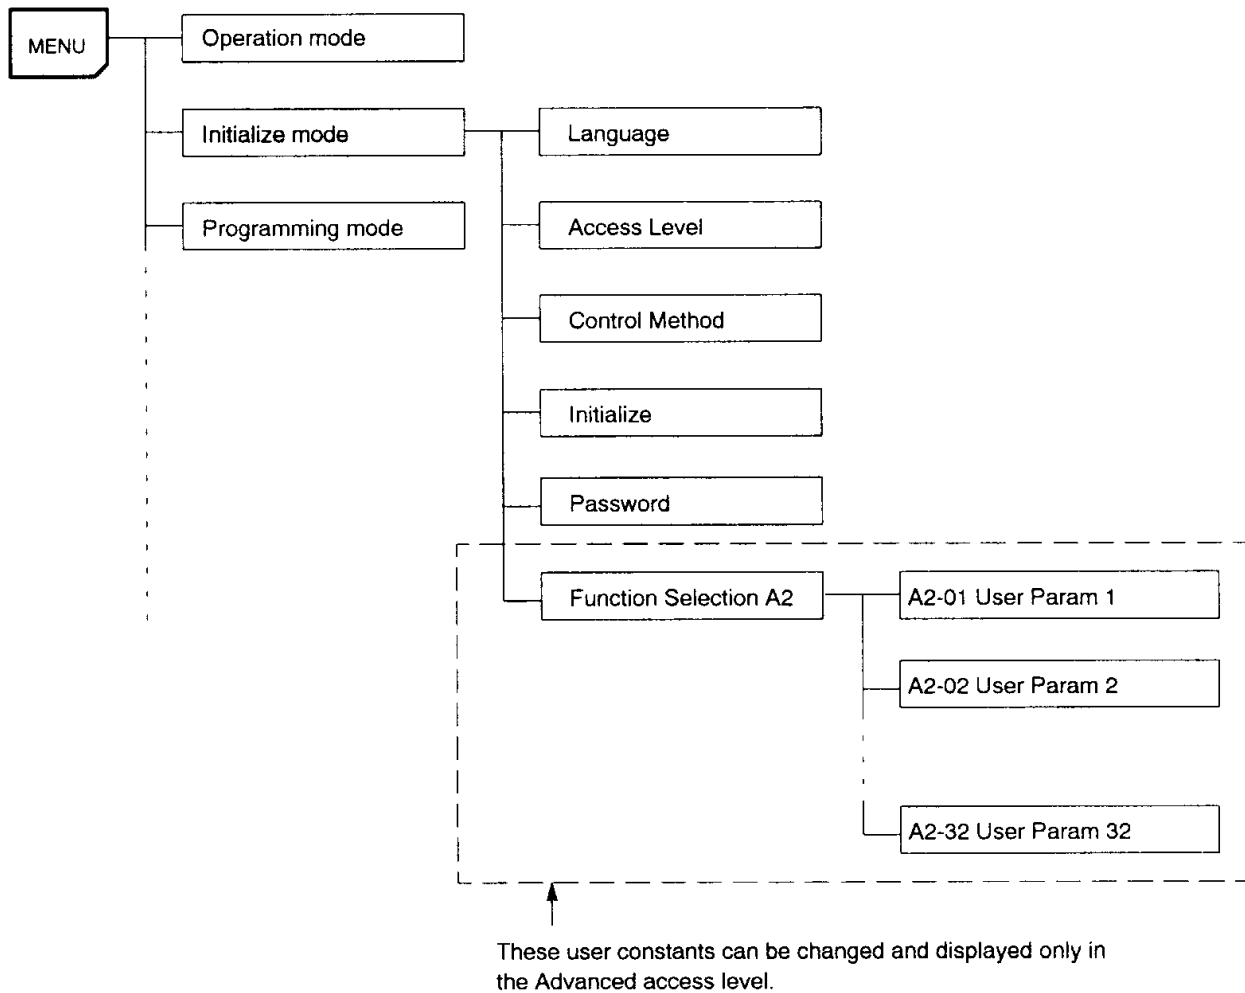 MENU
Operation mode
Initialize mode
Language
Programming mode
Access Level
Control Method
Initialize
Password
Function Selection A2
A2-01 User Param 1
A2-02 User Param 2
A2-32 User Param 32
These user constants can be changed and displayed only in
the Advanced access level.